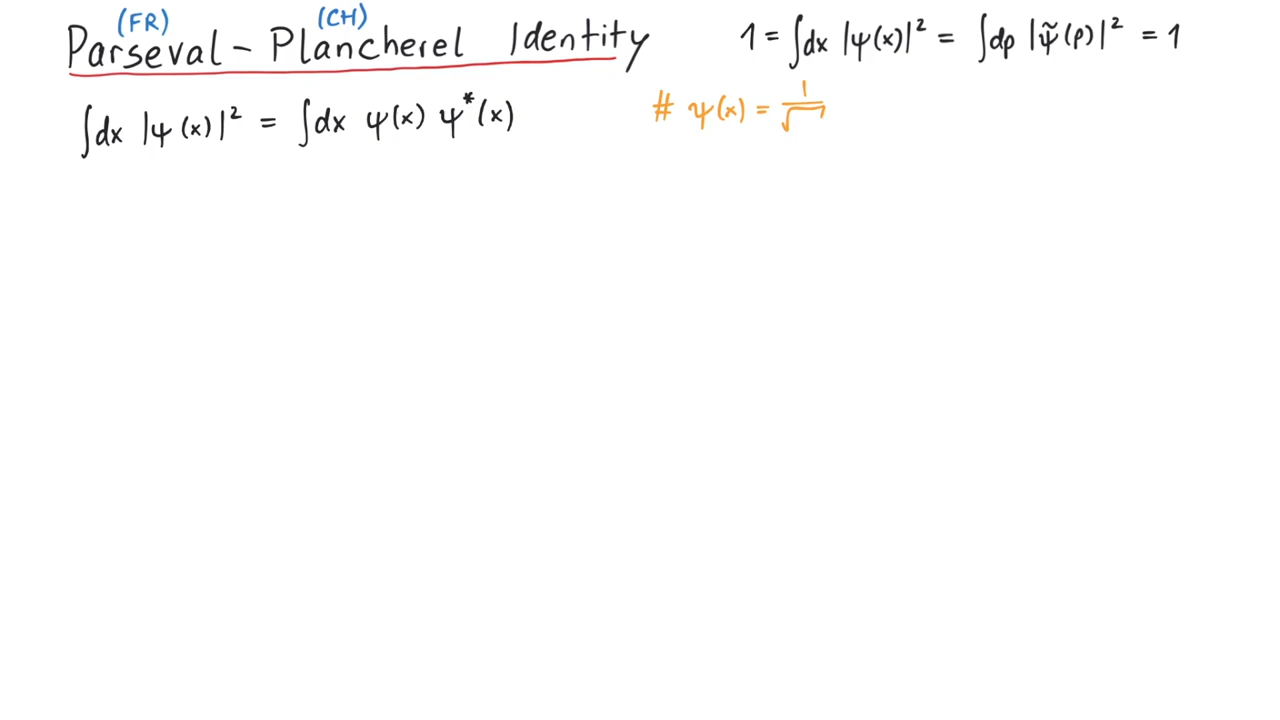 (FR) (CH)
Parseval - Plancherel Identity
1 = ∫dx |ψ(x)|² = ∫dp |ψ̃(p)|² = 1
∫dx |ψ(x)|² = ∫dx ψ(x) ψ*(x)
# ψ(x) = 1/√